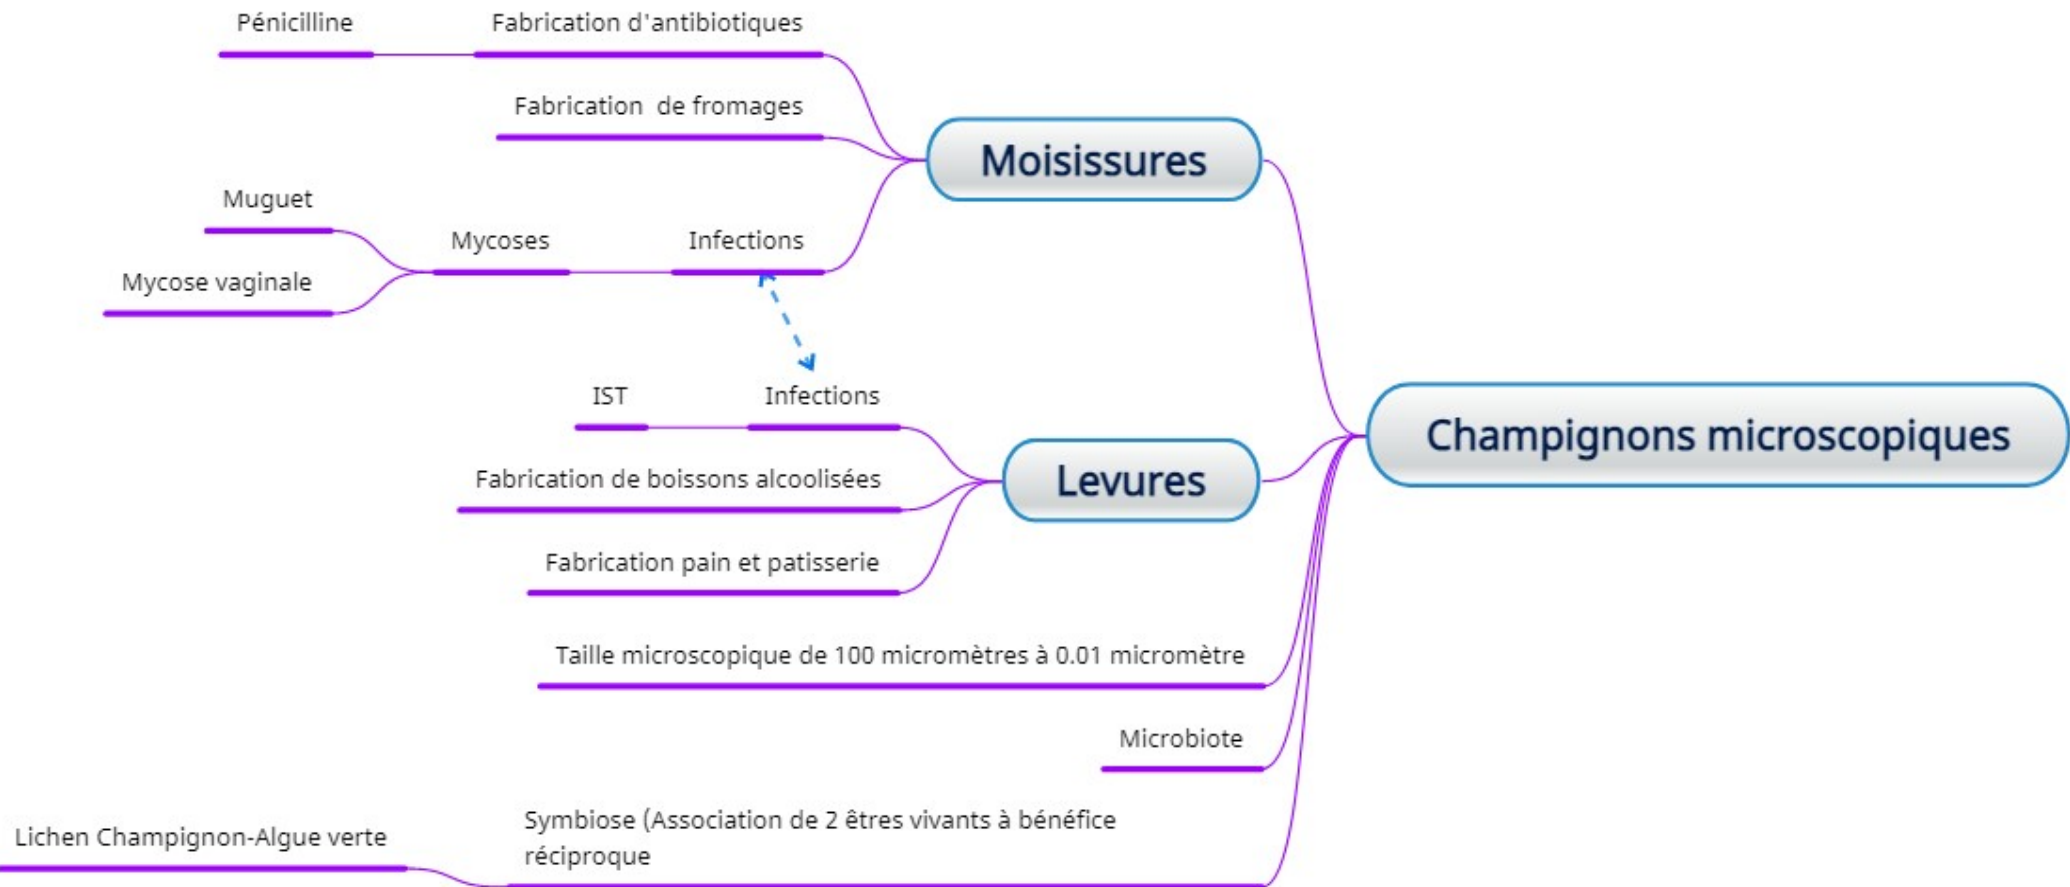 Pénicilline
Fabrication d'antibiotiques
Fabrication de fromages
Moisissures
Muguet
Mycoses
Infections
Mycose vaginale
IST
Infections
Champignons microscopiques
Fabrication de boissons alcoolisées
Levures
Fabrication pain et patisserie
Taille microscopique de 100 micromètres à 0.01 micromètre
Microbiote
Symbiose (Association de 2 êtres vivants à bénéfice
réciproque
Lichen Champignon-Algue verte